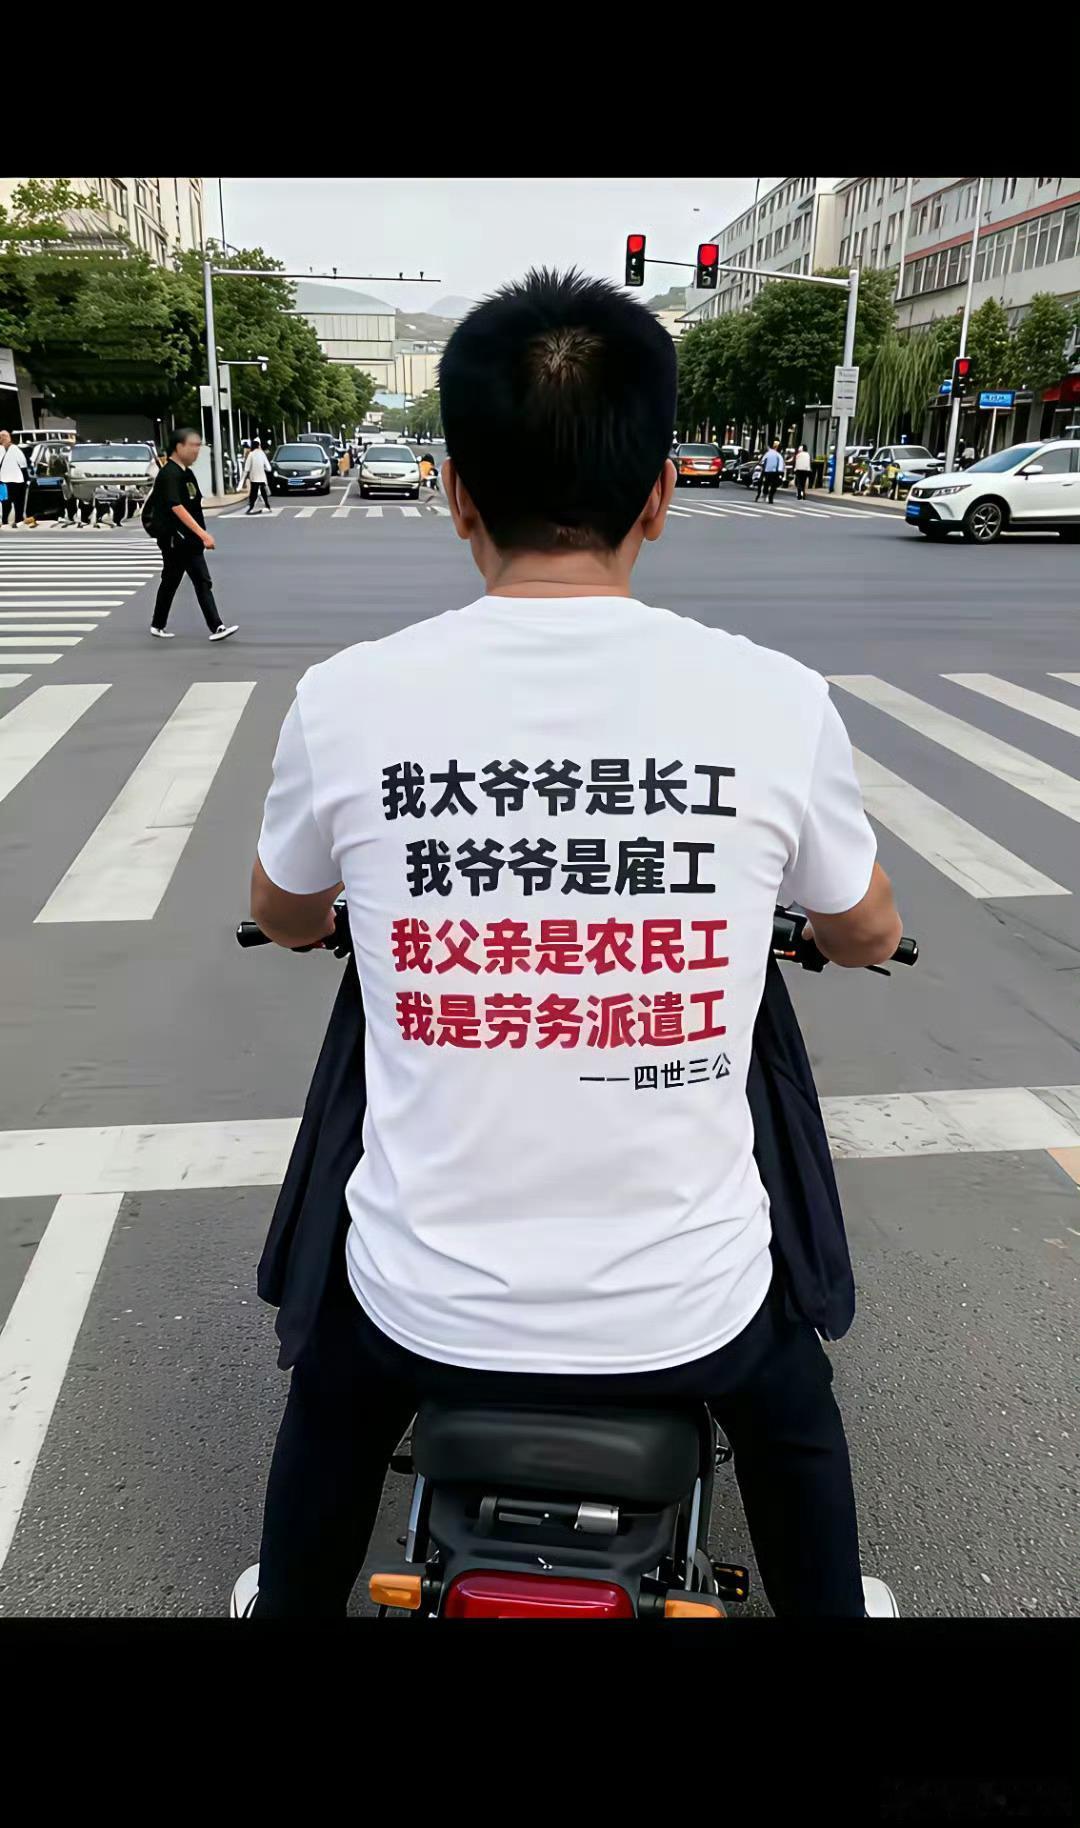 我太爷爷是长工
我爷爷是雇工
我父亲是农民工
我是劳务派遣工
——四世三公